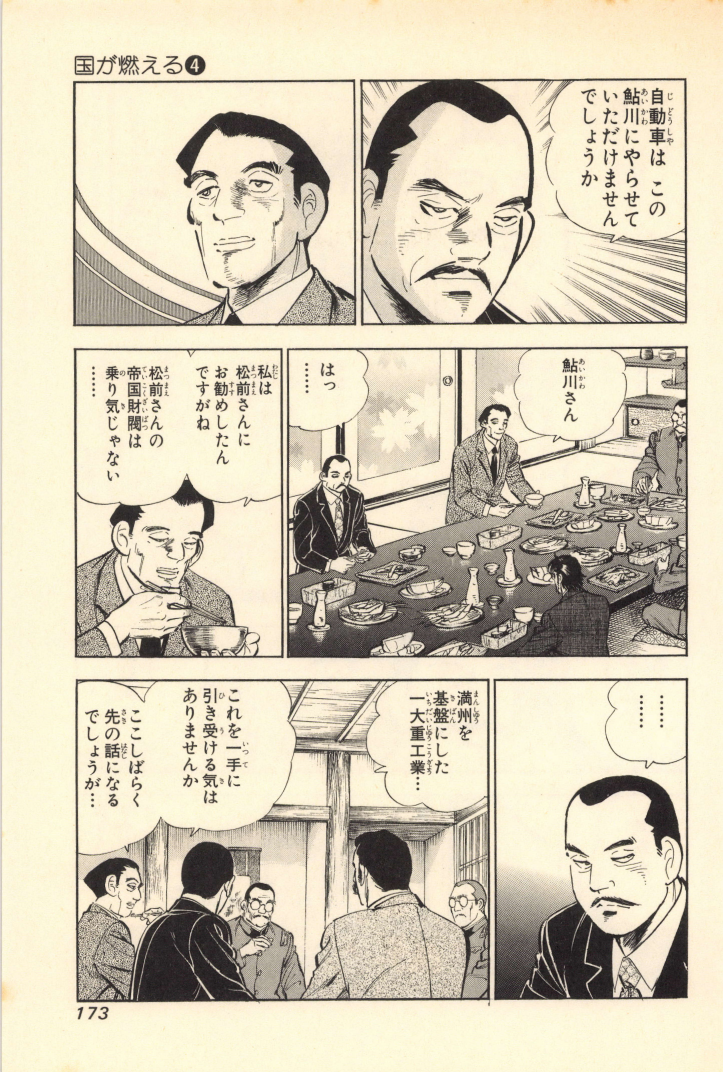 国が燃える❹
自動車は この
鮎川にやらせて
いただけません
でしょうか
鮎川さん
はっ
……
私は
松前さんに
お勧めしたん
ですがね
松前さんの
帝国財閥は
乗り気じゃない
……
……
……
満州を
基盤にした
一大重工業…
これを一手に
引き受ける気は
ありませんか
ここしばらく
先の話になる
でしょうが…
173